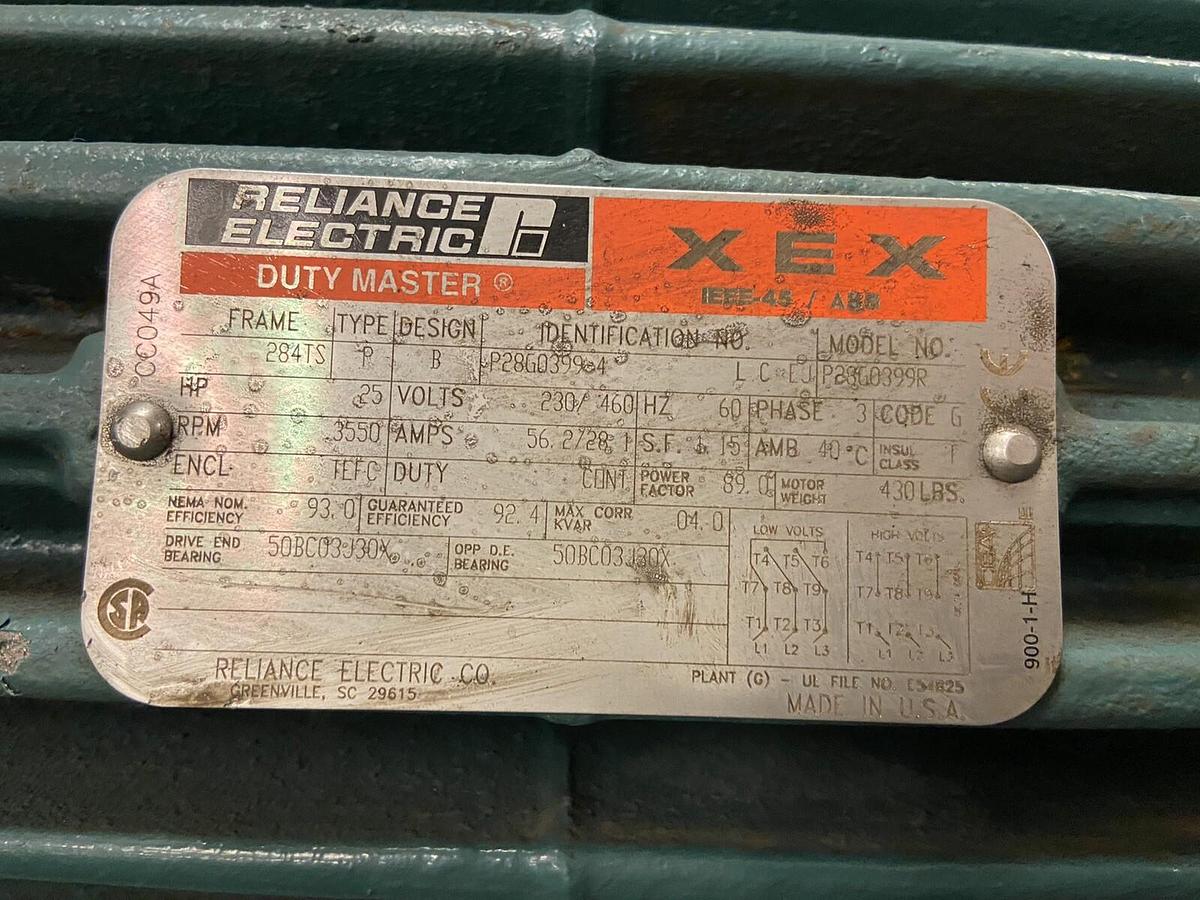 RELIANCE
ELECTRIC
DUTY MASTER ®
XEX
IEEE-45 / ABS
CC049A
FRAME 284TS TYPE P DESIGN B IDENTIFICATION NO. P28G0399-4 MODEL NO. P28G0399R
HP 25 VOLTS 230/ 460 HZ 60 PHASE 3 CODE G
RPM 3550 AMPS 56.2/28.1 S.F. 1.15 AMB 40°C INSUL CLASS F
ENCL TEFC DUTY CONT POWER FACTOR 89.0 MOTOR WEIGHT 430 LBS.
NEMA NOM. EFFICIENCY 93.0 GUARANTEED EFFICIENCY 92.4 MAX CORR KVAR 04.0
DRIVE END BEARING 50BC03J30X OPP D.E. BEARING 50BC03J30X
LOW VOLTS HIGH VOLTS
T4 T5 T6 T4 T5 T6
T7 T8 T9 T7 T8 T9
T1 T2 T3 T1 T2 T3
L1 L2 L3 L1 L2 L3
CE
SA
900-1-H
RELIANCE ELECTRIC CO.
GREENVILLE, SC 29615
PLANT (G) - UL FILE NO.
MADE IN U.S.A.